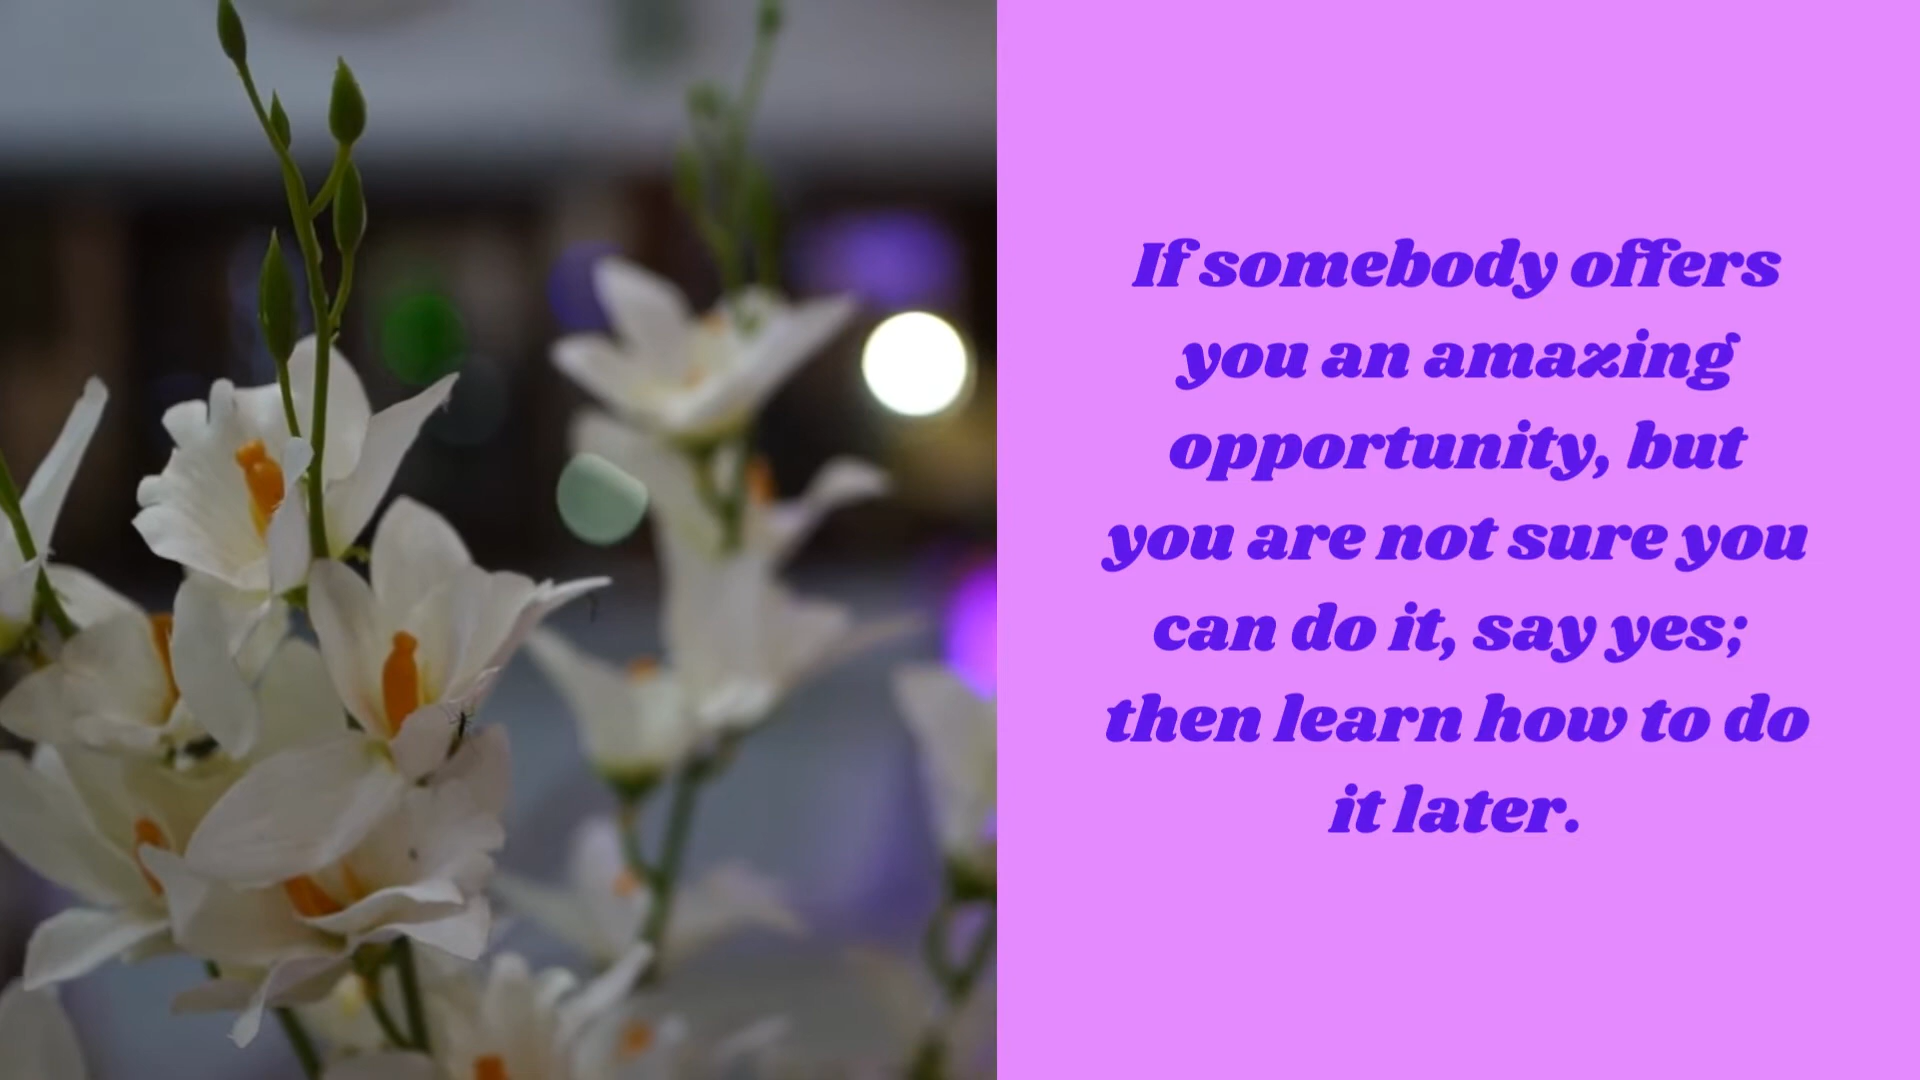 If somebody offers
you an amazing
opportunity, but
you are not sure you
can do it, say yes;
then learn how to do
it later.